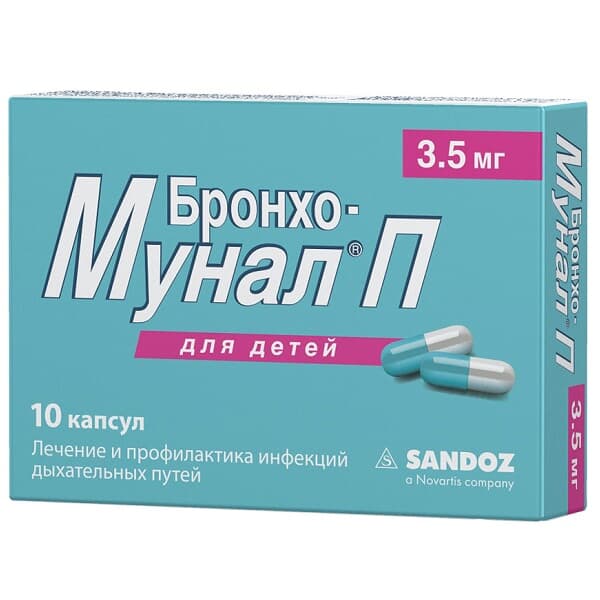 3.5 мг
Бронхо-
Мунал® П
для детей
10 капсул
Лечение и профилактика инфекций
дыхательных путей
SANDOZ
a Novartis company
Бронхо-
Мунал® П
3.5 мг